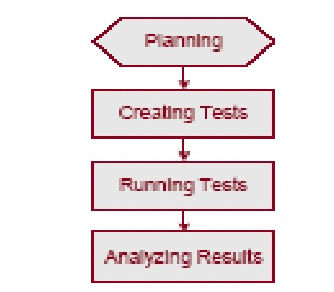 Planning
Creating Tests
Running Tests
Analyzing Results